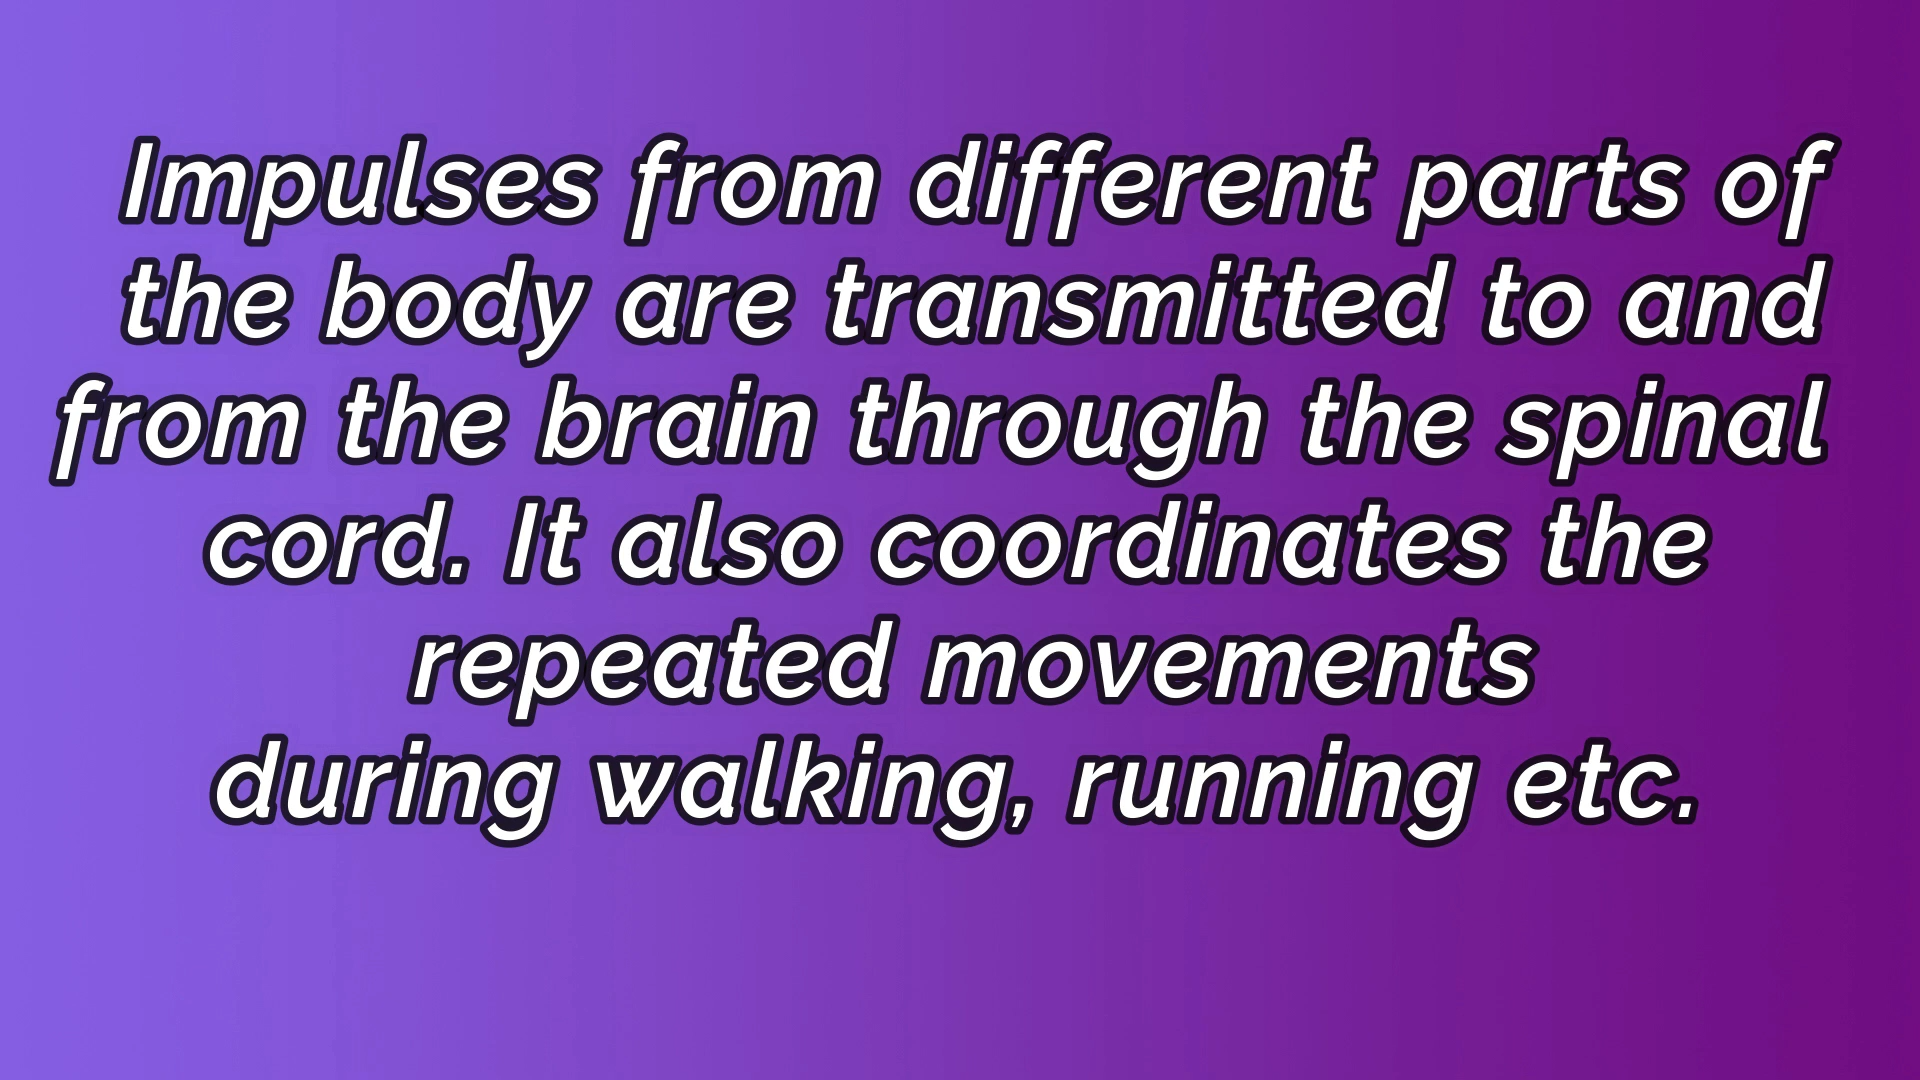 Impulses from different parts of
the body are transmitted to and
from the brain through the spinal
cord. It also coordinates the
repeated movements
during walking, running etc.